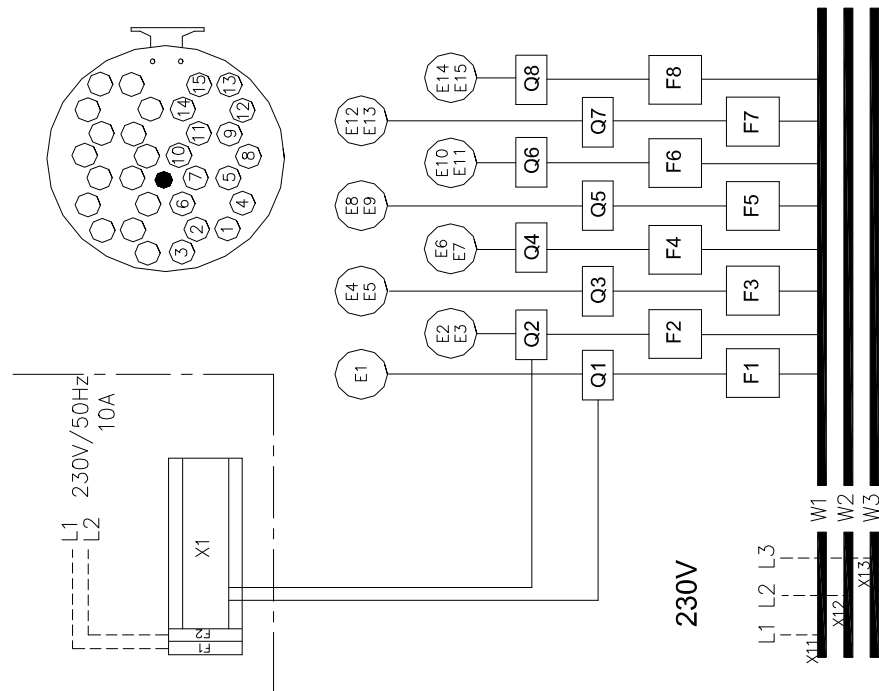 15
13
14
12
11
9
10
8
7
5
6
4
2
1
3
E14
E15
Q8
F8
E12
E13
Q7
F7
E10
E11
Q6
F6
E8
E9
Q5
F5
E6
E7
Q4
F4
E4
E5
Q3
F3
E2
E3
Q2
F2
E1
Q1
F1
230V/50Hz
10A
L1
L2
X1
F2
F1
W1
W2
W3
230V
L1
L2
L3
X11
X12
X13